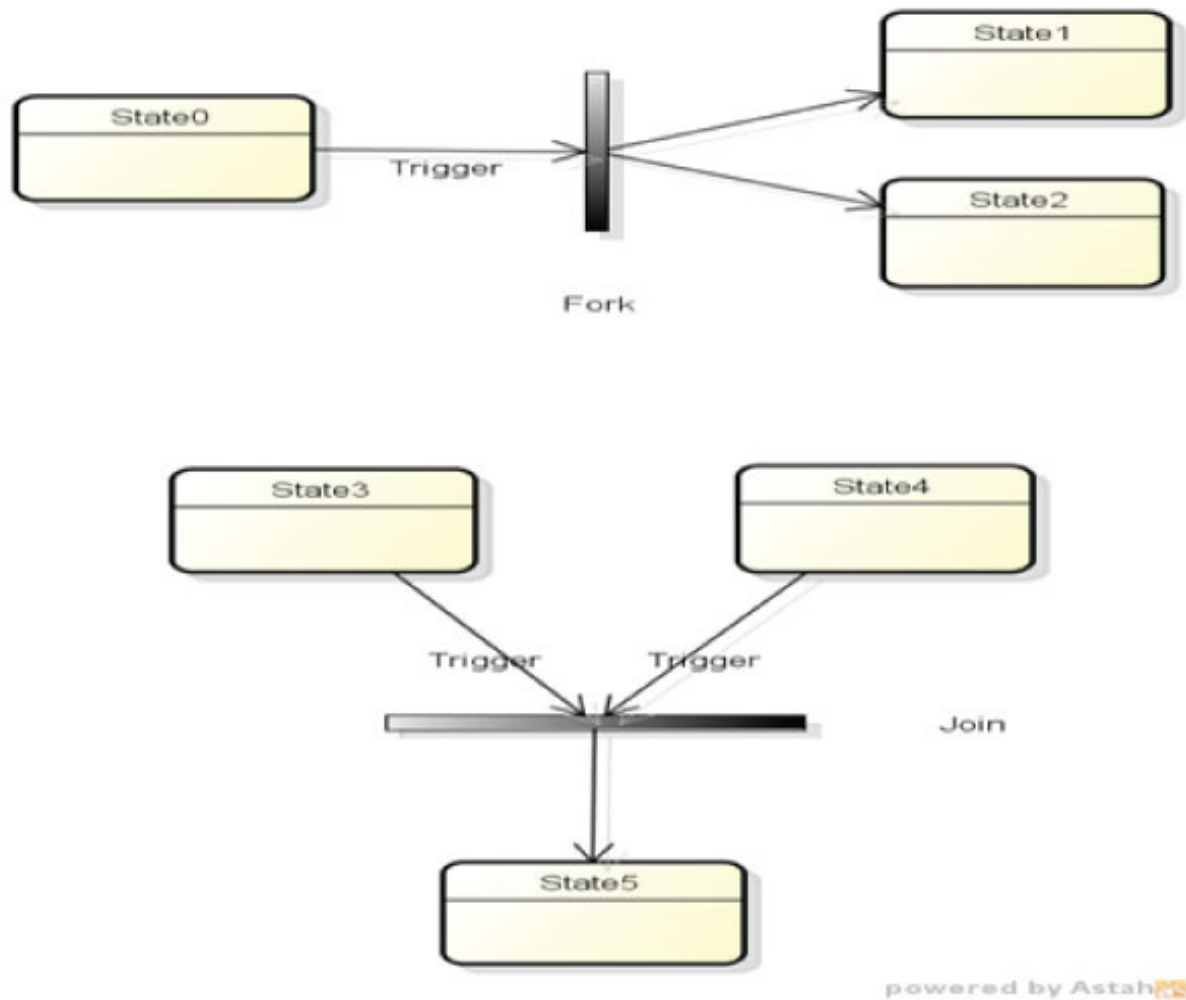 State1
State0
Trigger
State2
Fork
State3
State4
Trigger
Trigger
Join
State5
powered by Astah